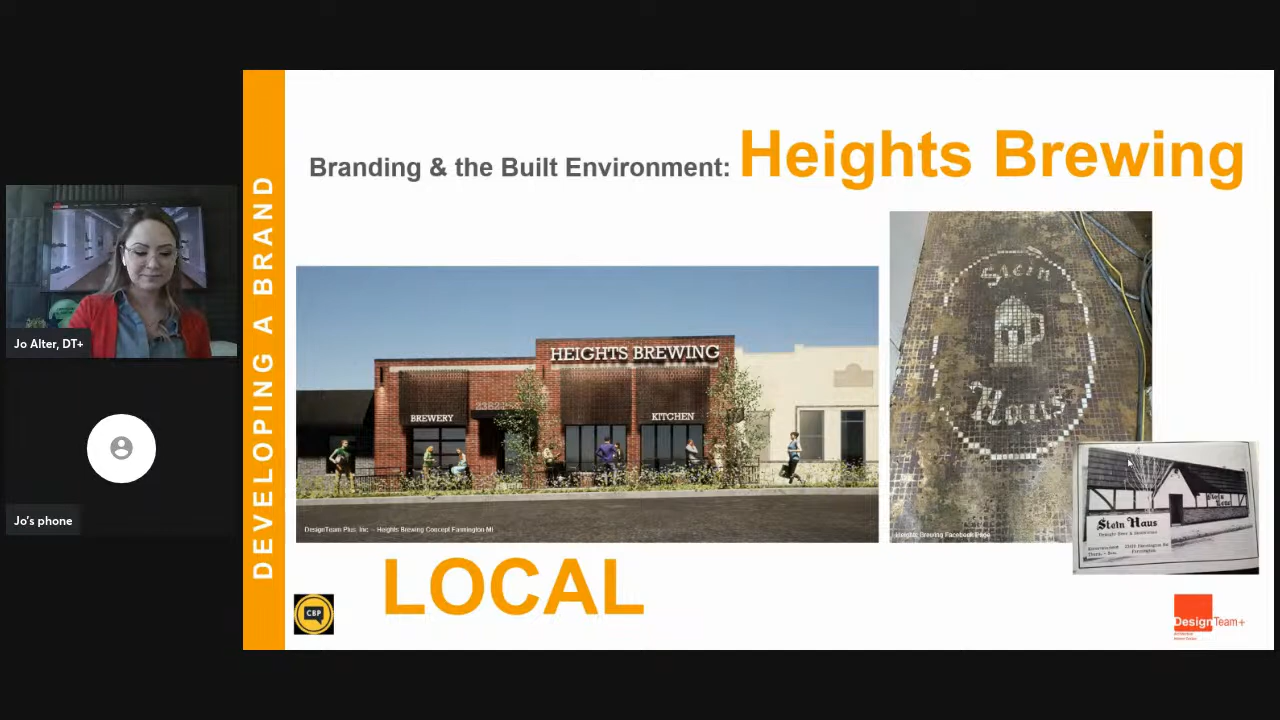 Branding & the Built Environment: Heights Brewing
DEVELOPING A BRAND
Jo Alter, DT+
Jo's phone
HEIGHTS BREWING
BREWERY
KITCHEN
DesignTeam Plus, Inc. – Heights Brewing Concept Farmington MI
Stein
Haus
Heights Brewing Facebook Page
Stein Haus
LOCAL
CBP
DesignTeam+